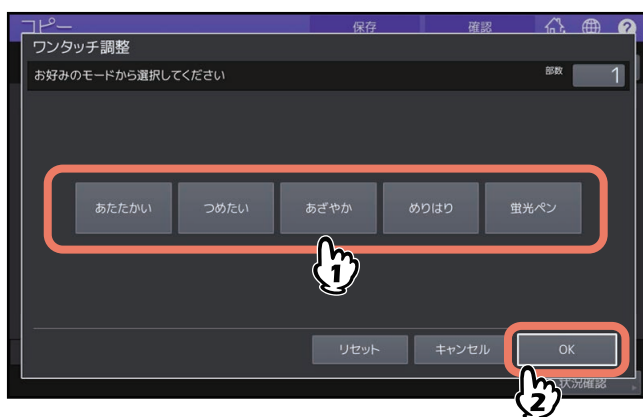 コピー 保存 確認 ?
ワンタッチ調整
お好みのモードから選択してください 部数 1
あたたかい つめたい あざやか めりはり 蛍光ペン
1
リセット キャンセル OK
状況確認
2